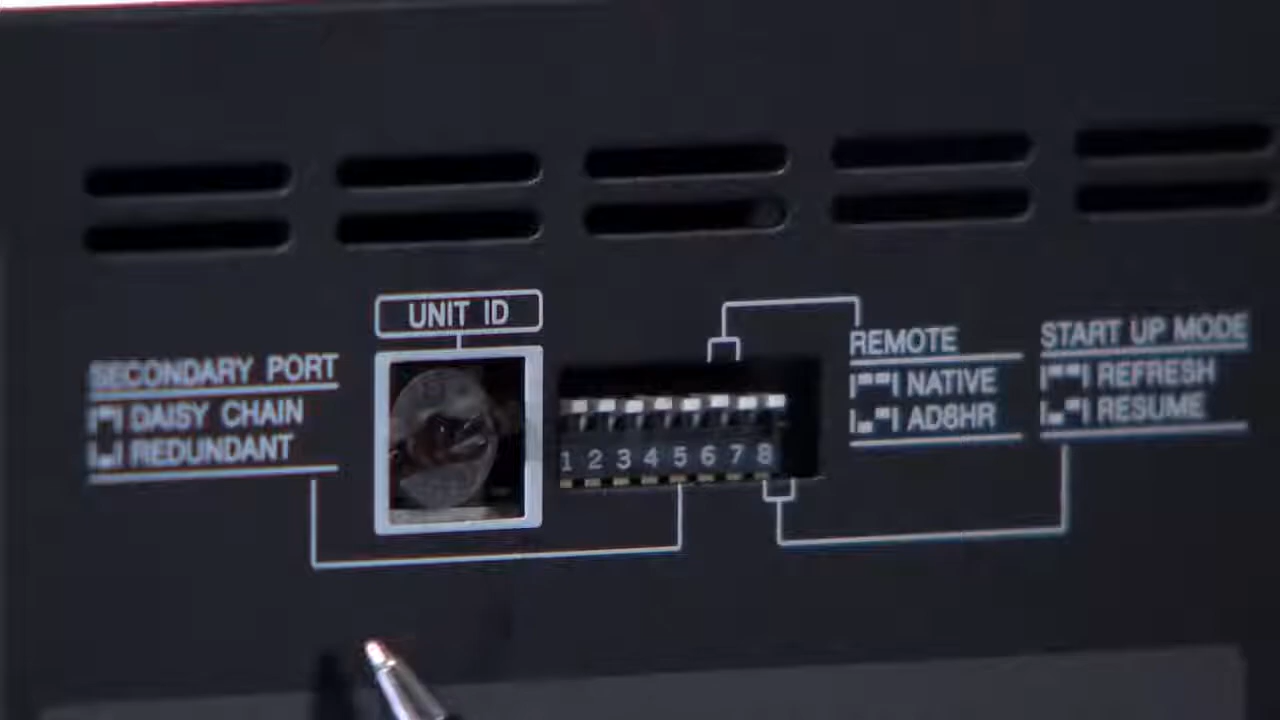 UNIT ID
SECONDARY PORT
DAISY CHAIN
REDUNDANT
1 2 3 4 5 6 7 8
REMOTE
NATIVE
AD8HR
START UP MODE
REFRESH
RESUME